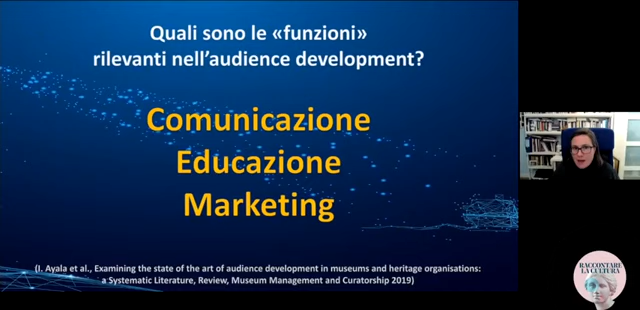 Quali sono le «funzioni»
rilevanti nell'audience development?
Comunicazione
Educazione
Marketing
(I. Ayala et al., Examining the state of the art of audience development in museums and heritage organisations:
a Systematic Literature, Review, Museum Management and Curatorship 2019)
RACCONTARE
LA CULTURA